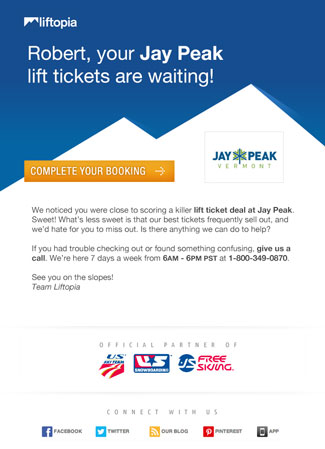 liftopia
Robert, your Jay Peak
lift tickets are waiting!
JAY PEAK
VERMONT
COMPLETE YOUR BOOKING →
We noticed you were close to scoring a killer lift ticket deal at Jay Peak.
Sweet! What's less sweet is that our best tickets frequently sell out, and
we'd hate for you to miss out. Is there anything we can do to help?
If you had trouble checking out or found something confusing, give us a
call. We're here 7 days a week from 6AM - 6PM PST at 1-800-349-0870.
See you on the slopes!
Team Liftopia
OFFICIAL PARTNER OF
US SKI TEAM
U.S. SNOWBOARDING
US FREE SKIING
CONNECT WITH US
FACEBOOK TWITTER OUR BLOG PINTEREST APP